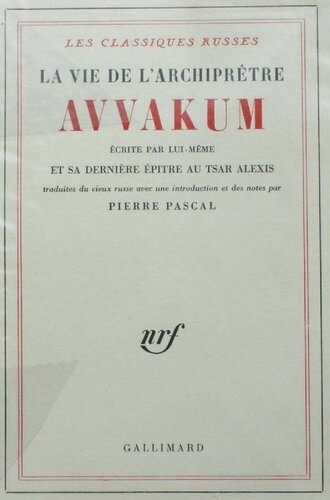 LES CLASSIQUES RUSSES
LA VIE DE L'ARCHIPRÊTRE
AVVAKUM
ÉCRITE PAR LUI-MÊME
ET SA DERNIÈRE ÉPITRE AU TSAR ALEXIS
traduites du vieux russe avec une introduction et des notes par
PIERRE PASCAL
nrf
GALLIMARD